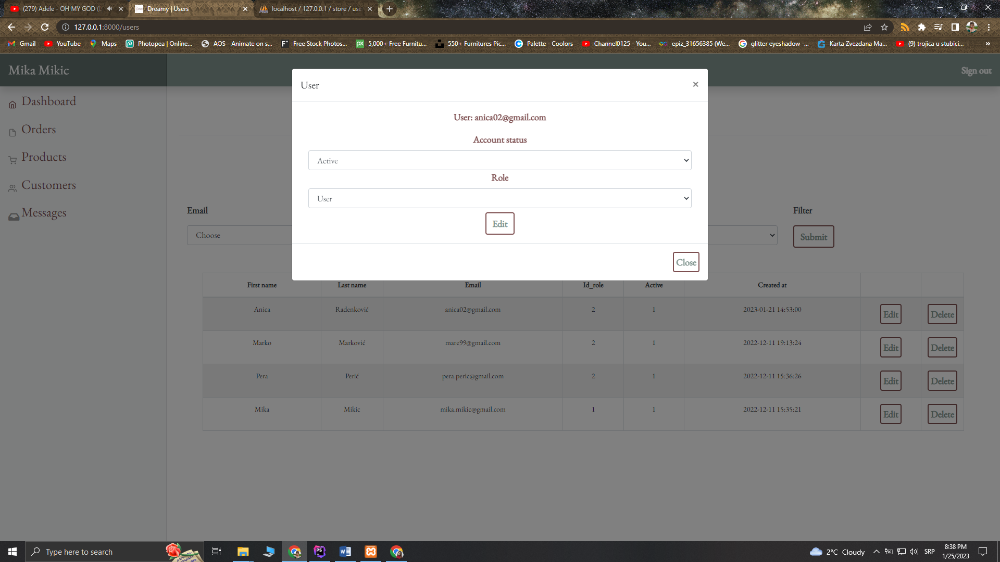 (279) Adele - OH MY GOD (L
Dreamy | Users
localhost / 127.0.0.1 / store / use
127.0.0.1:8000/users
Gmail
YouTube
Maps
Photopea | Online...
AOS - Animate on s...
Free Stock Photos...
5,000+ Free Furnitu...
550+ Furnitures Pic...
Palette - Coolors
Channel0125 - You...
epiz_31656385 (We...
glitter eyeshadow -...
Karta Zvezdana Ma...
(9) trojica u stubici...
»
Mika Mikic
Sign out
Dashboard
Orders
Products
Customers
Messages
User
×
User: anica02@gmail.com
Account status
Active
Role
User
Edit
Close
Email
Choose
Filter
Submit
First name Last name Email Id_role Active Created at
Anica Radenković anica02@gmail.com 2 1 2023-01-21 14:53:00 Edit Delete
Marko Marković mare99@gmail.com 2 1 2022-12-11 19:13:24 Edit Delete
Pera Perić pera.peric@gmail.com 2 1 2022-12-11 15:36:26 Edit Delete
Mika Mikic mika.mikic@gmail.com 1 1 2022-12-11 15:35:21 Edit Delete
Type here to search
2°C Cloudy
SRP
8:38 PM
1/25/2023